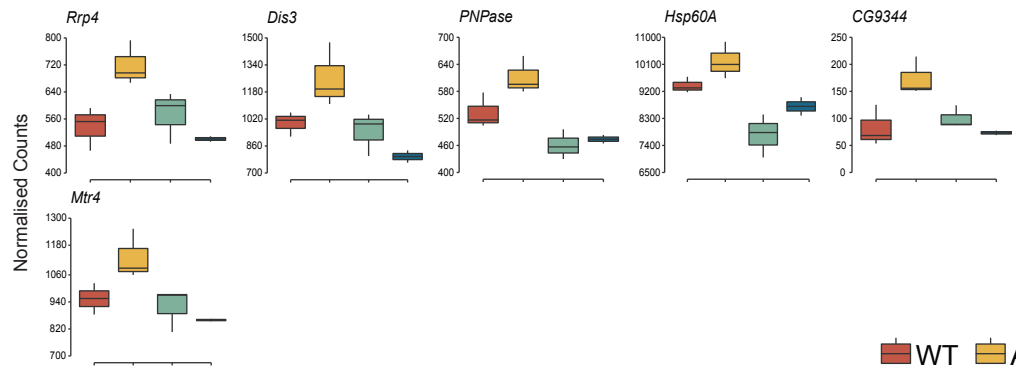 Rrp4 Dis3 PNPase Hsp60A CG9344
800 1500 700 11000 250
720 1340 640 10100 200
640 1180 580 9200 150
560 1020 520 8300 100
480 860 460 7400 50
400 700 400 6500 0
Mtr4
1300
1180
1060
940
820
700
Normalised Counts
WT A